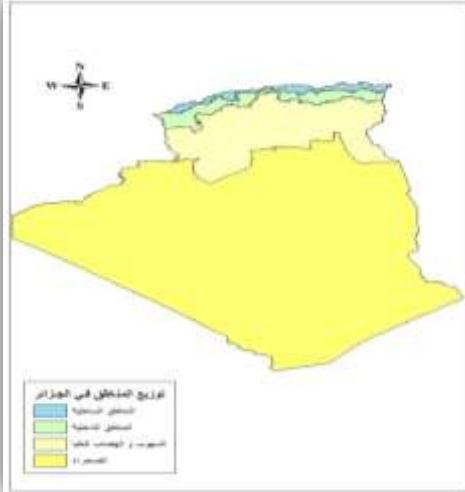 N
W E
S
توزيع المناطق في الجزائر
المناطق الساحلية
المناطق الداخلية
السهوب و الهضاب العليا
الصحراء